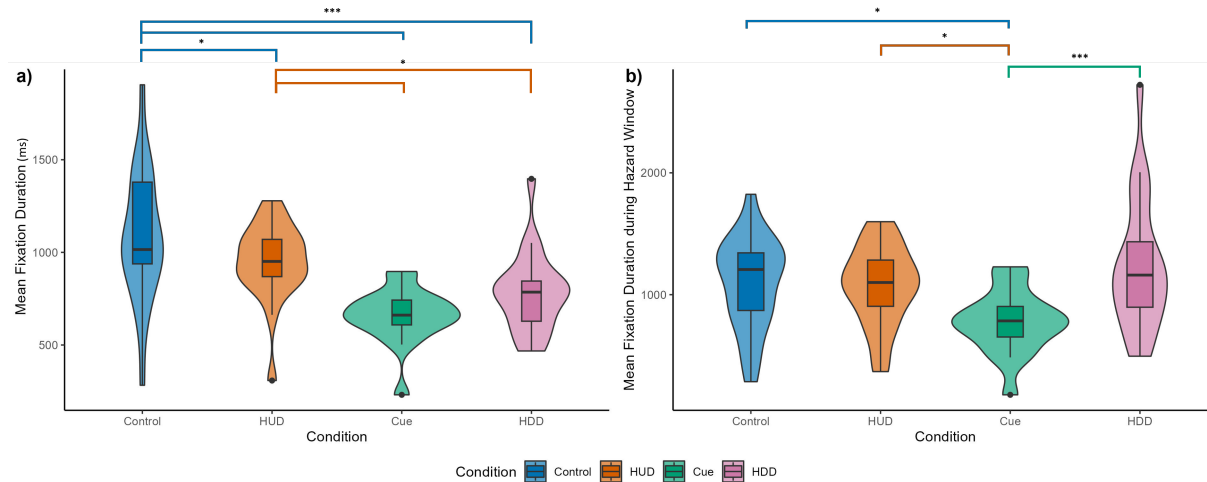 ***
*
*
a)
Mean Fixation Duration (ms)
1500
1000
500
Control HUD Cue HDD
Condition
*
*
***
b)
Mean Fixation Duration during Hazard Window
2000
1000
Control HUD Cue HDD
Condition
Condition Control HUD Cue HDD